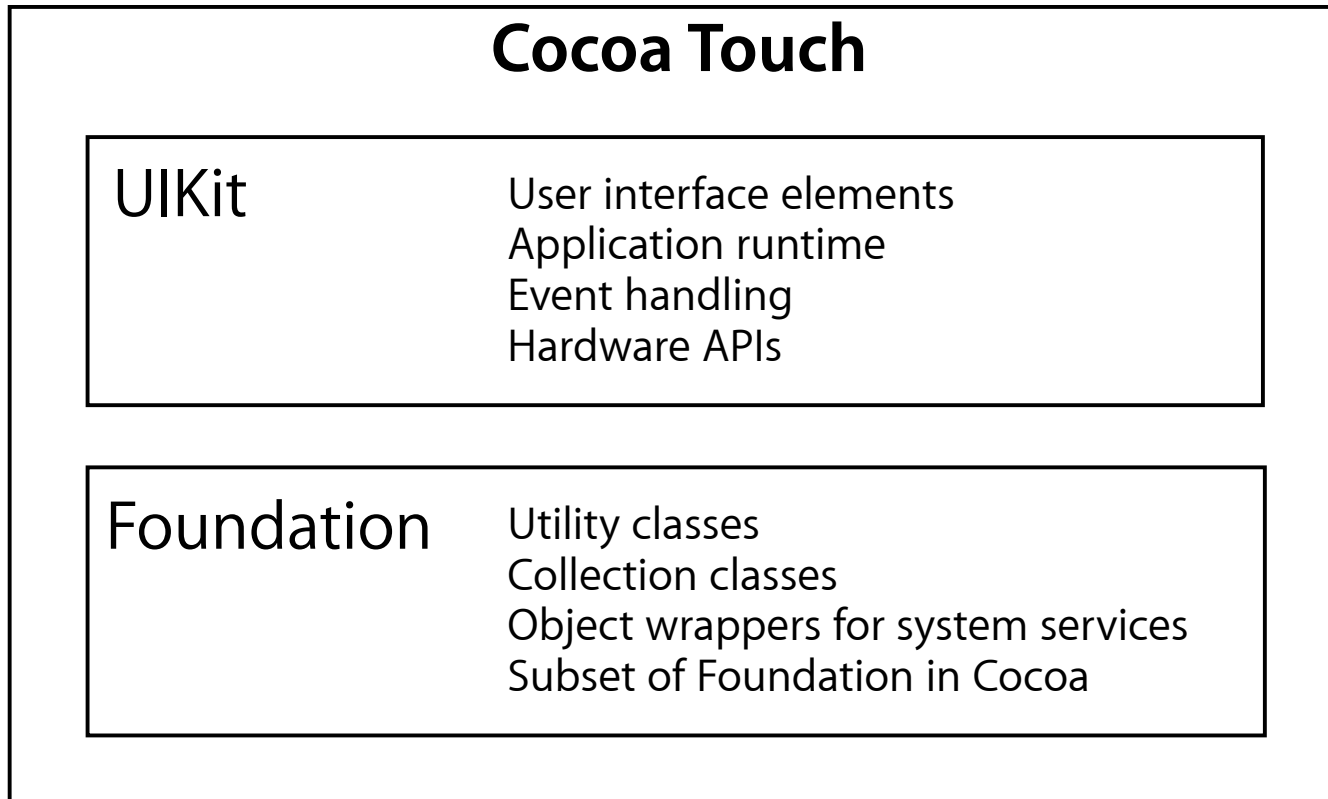 Cocoa Touch
UIKit
User interface elements
Application runtime
Event handling
Hardware APIs
Foundation
Utility classes
Collection classes
Object wrappers for system services
Subset of Foundation in Cocoa